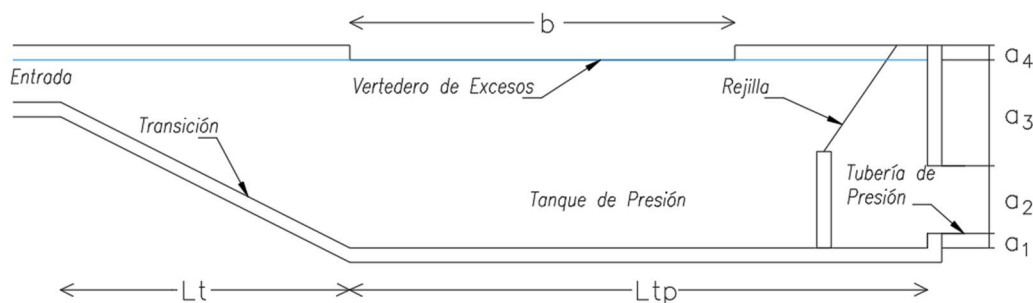 b
Entrada
Vertedero de Excesos
Rejilla
a4
a3
Transición
Tanque de Presión
Tubería de
Presión
a2
a1
Lt
Ltp